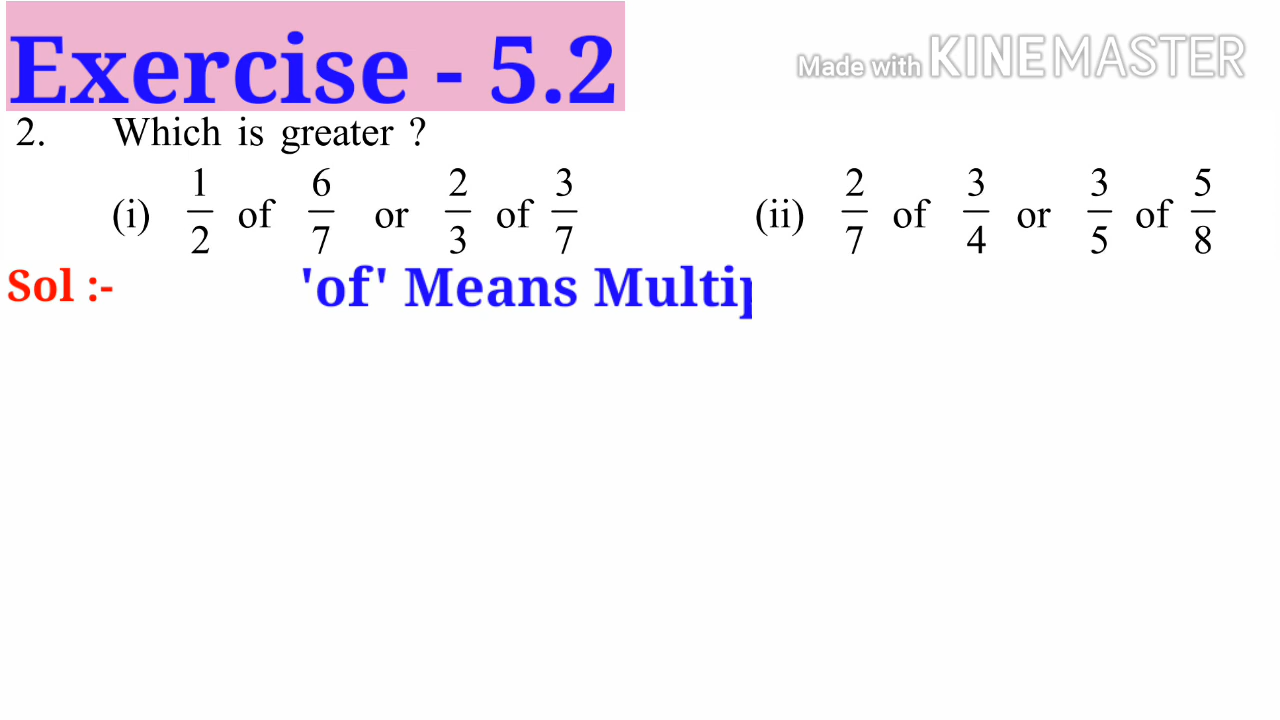 Exercise - 5.2
Made with KINEMASTER
2. Which is greater ?
(i) 1/2 of 6/7 or 2/3 of 3/7 (ii) 2/7 of 3/4 or 3/5 of 5/8
Sol :- 'of' Means Multip